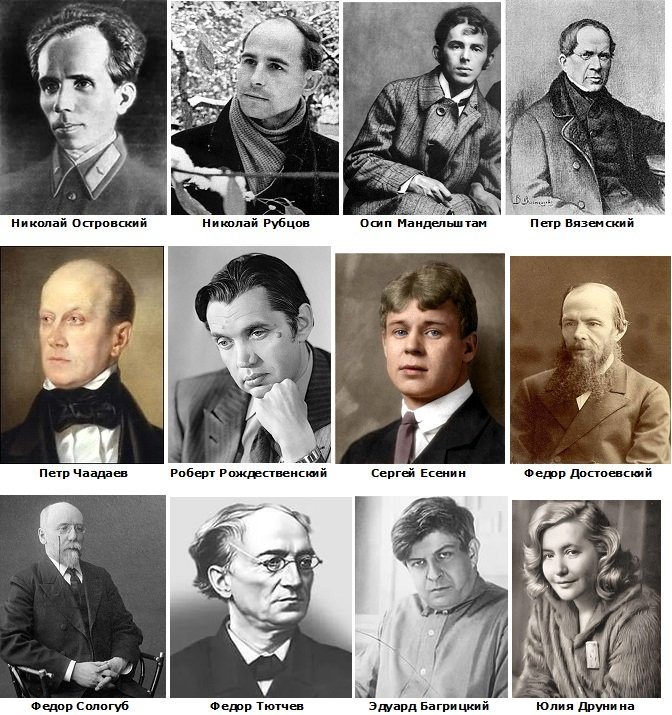 Николай Островский
Николай Рубцов
Осип Мандельштам
Петр Вяземский
Петр Чаадаев
Роберт Рождественский
Сергей Есенин
Федор Достоевский
Федор Сологуб
Федор Тютчев
Эдуард Багрицкий
Юлия Друнина